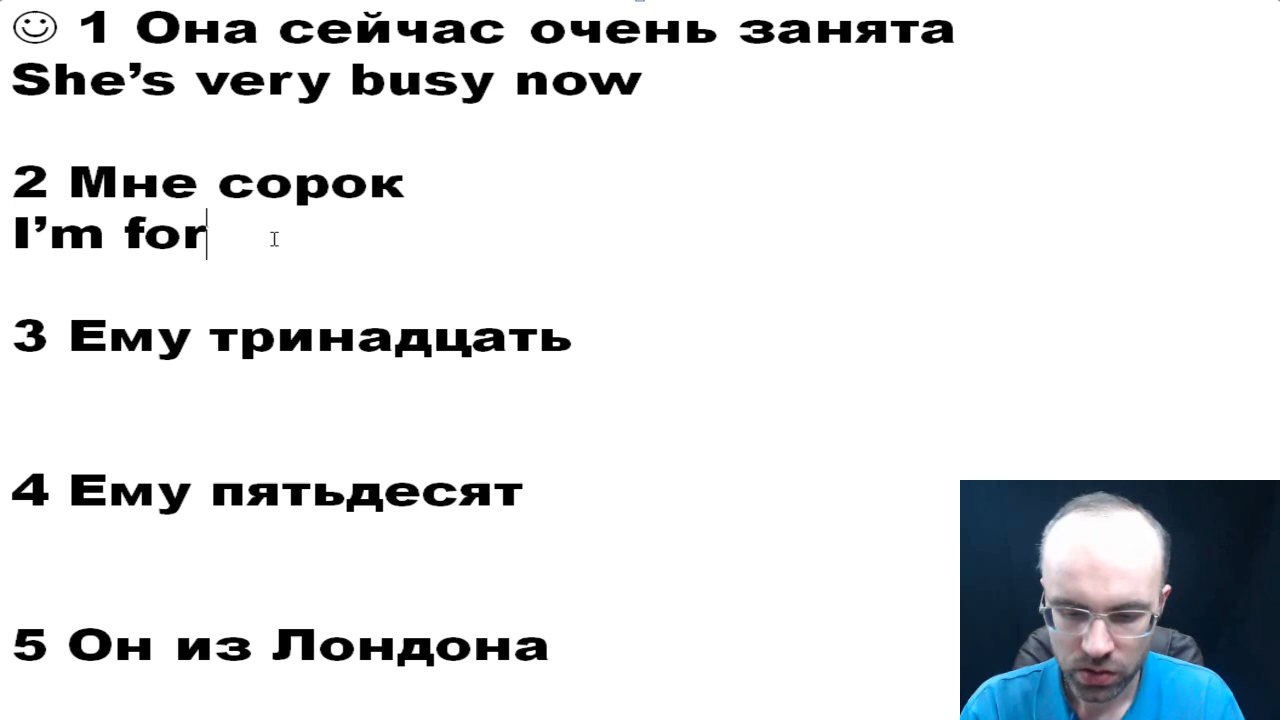 ☺ 1 Она сейчас очень занята
She’s very busy now
2 Мне сорок
I’m for
3 Ему тринадцать
4 Ему пятьдесят
5 Он из Лондона